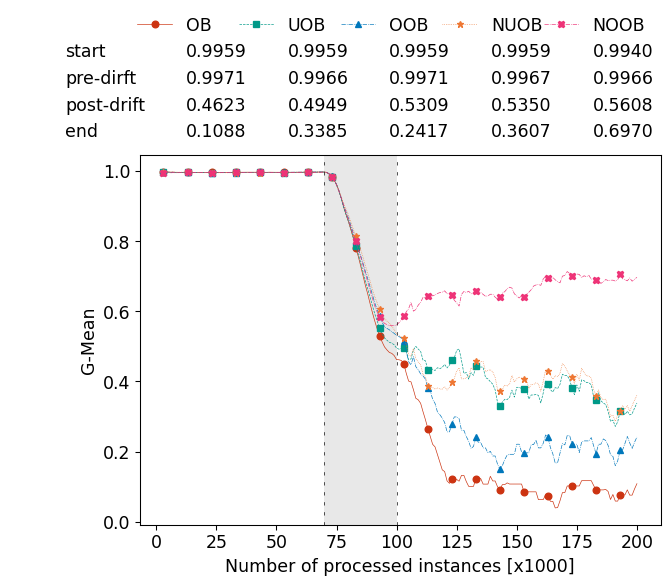 OB UOB OOB NUOB NOOB
start 0.9959 0.9959 0.9959 0.9959 0.9940
pre-dirft 0.9971 0.9966 0.9971 0.9967 0.9966
post-drift 0.4623 0.4949 0.5309 0.5350 0.5608
end 0.1088 0.3385 0.2417 0.3607 0.6970
1.0
0.8
0.6
0.4
0.2
0.0
G-Mean
0 25 50 75 100 125 150 175 200
Number of processed instances [x1000]